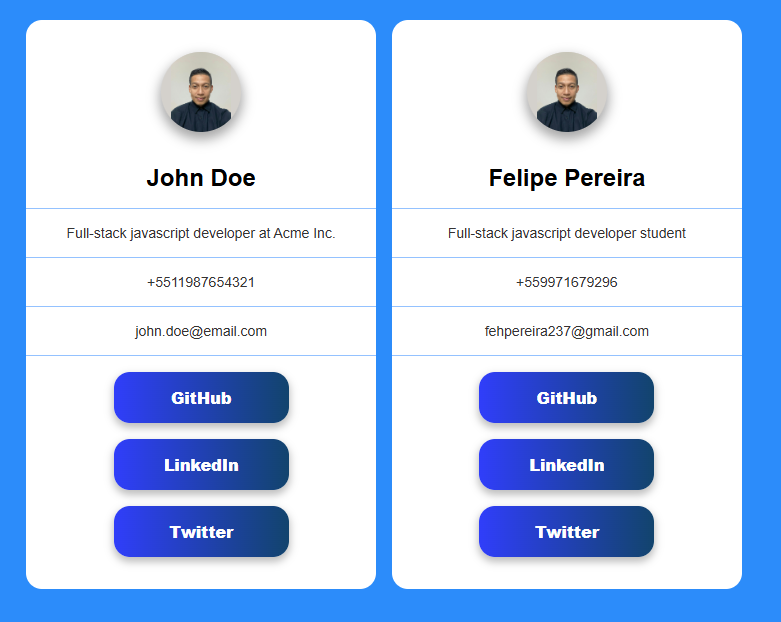 John Doe
Full-stack javascript developer at Acme Inc.
+5511987654321
john.doe@email.com
GitHub
LinkedIn
Twitter
Felipe Pereira
Full-stack javascript developer student
+559971679296
fehpereira237@gmail.com
GitHub
LinkedIn
Twitter